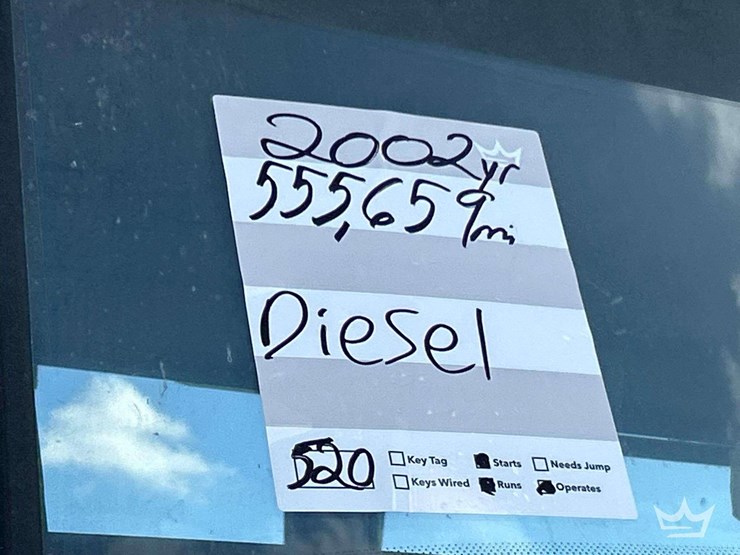 2002yr
555,659mi
Diesel
520
Key Tag Starts Needs Jump
Keys Wired Runs Operates